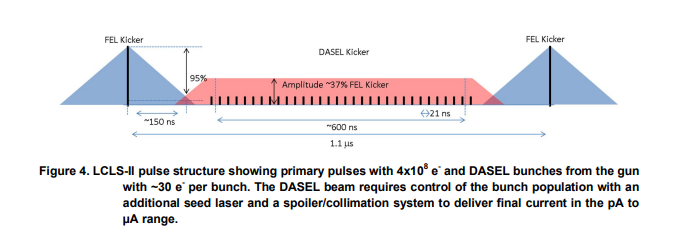 FEL Kicker
FEL Kicker
DASEL Kicker
95%
Amplitude ~37% FEL Kicker
~150 ns
21 ns
~600 ns
1.1 µs
Figure 4. LCLS-II pulse structure showing primary pulses with 4x10⁸ e⁻ and DASEL bunches from the gun
with ~30 e⁻ per bunch. The DASEL beam requires control of the bunch population with an
additional seed laser and a spoiler/collimation system to deliver final current in the pA to
µA range.